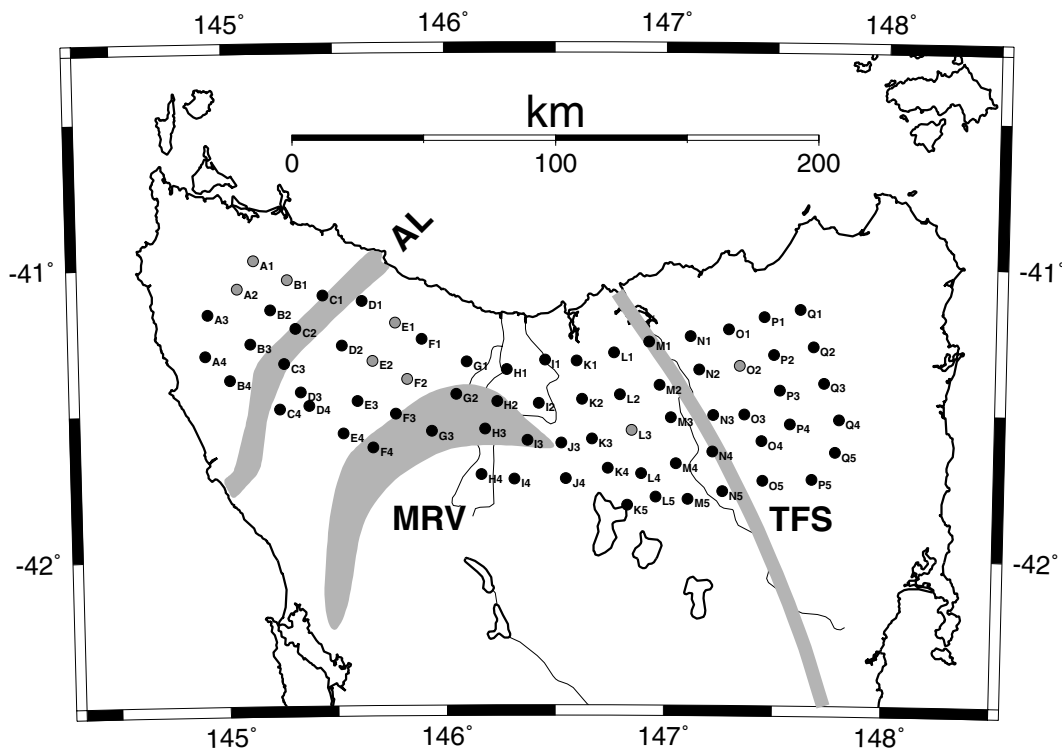 145° 146° 147° 148°
km
0 100 200
AL
-41° -41°
A1
B1
A2
C1
D1
A3
B2
C2
E1
F1
D2
B3
A4
C3
E2
F2
B4
D3
D4
C4
E3
F3
E4
F4
G1
H1
I1
K1
L1
G2
H2
I2
K2
L2
G3
H3
I3
J3
K3
L3
H4
I4
J4
K4
L4
K5
L5
M1
N1
O1
P1
Q1
N2
O2
P2
Q2
M2
P3
Q3
M3
N3
O3
P4
Q4
N4
O4
Q5
M4
O5
P5
M5
N5
MRV
TFS
-42° -42°
145° 146° 147° 148°